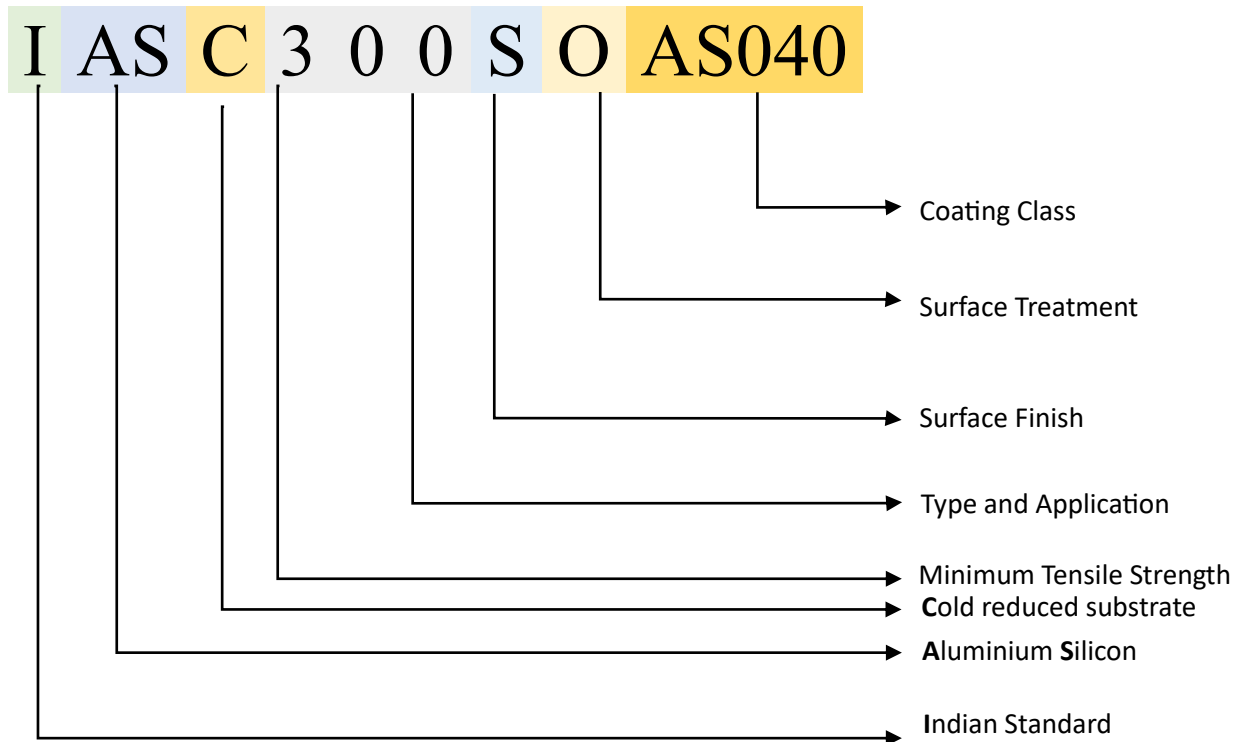 I AS C 3 0 0 S O AS040
Coating Class
Surface Treatment
Surface Finish
Type and Application
Minimum Tensile Strength
Cold reduced substrate
Aluminium Silicon
Indian Standard